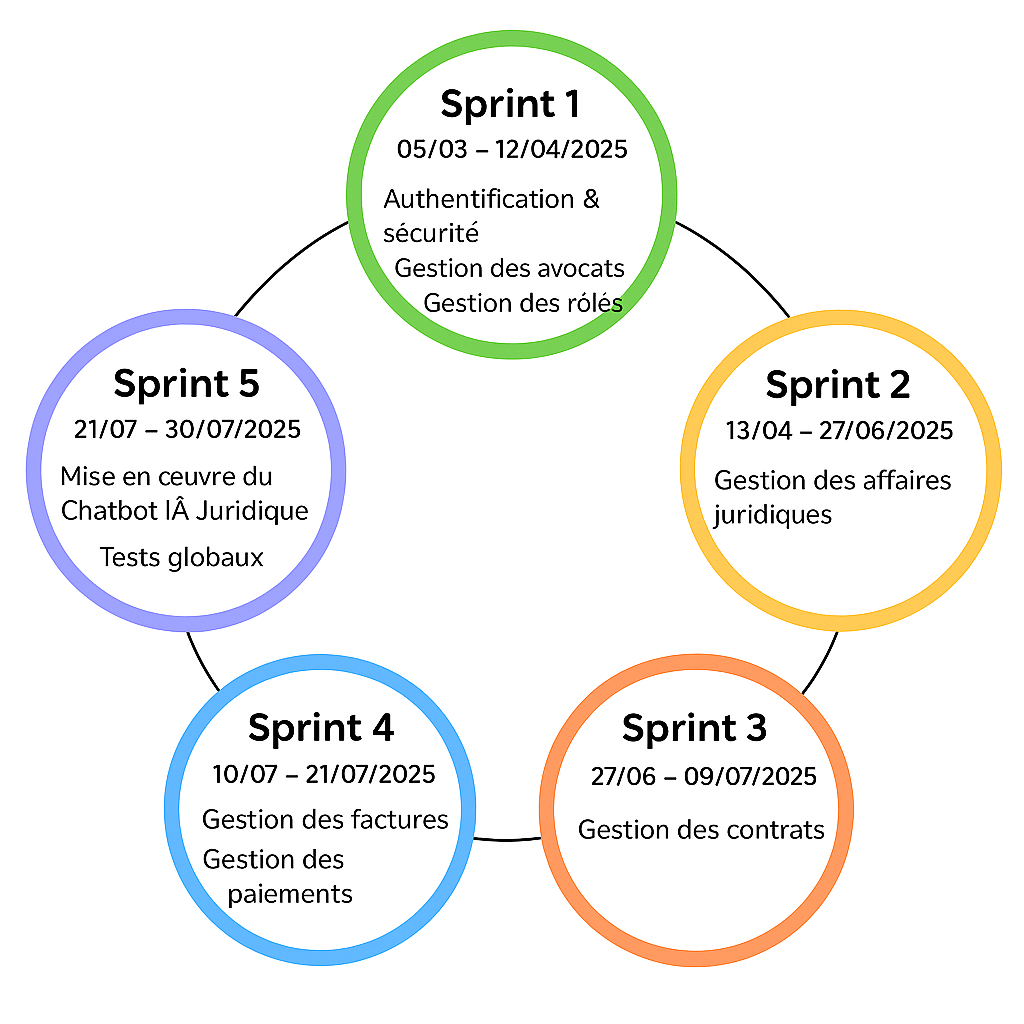 Sprint 1
05/03 – 12/04/2025
Authentification &
sécurité
Gestion des avocats
Gestion des rólés
Sprint 2
13/04 – 27/06/2025
Gestion des affaires
juridiques
Sprint 3
27/06 – 09/07/2025
Gestion des contrats
Sprint 4
10/07 – 21/07/2025
Gestion des factures
Gestion des
paiements
Sprint 5
21/07 – 30/07/2025
Mise en œuvre du
Chatbot IÂ Juridique
Tests globaux